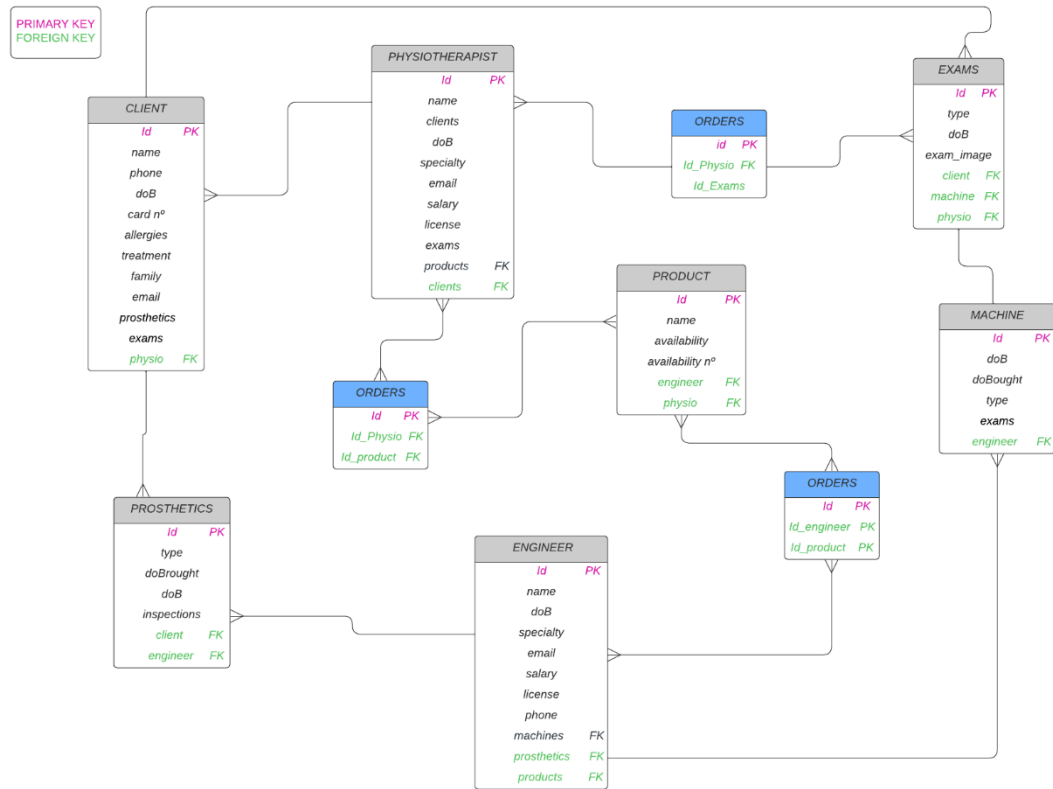 PRIMARY KEY
FOREIGN KEY
CLIENT
Id PK
name
phone
doB
card nº
allergies
treatment
family
email
prosthetics
exams
physio FK
PHYSIOTHERAPIST
Id PK
name
clients
doB
specialty
email
salary
license
exams
products FK
clients FK
ORDERS
id PK
Id_Physio FK
Id_Exams
EXAMS
Id PK
type
doB
exam_image
client FK
machine FK
physio FK
PRODUCT
Id PK
name
availability
availability nº
engineer FK
physio FK
MACHINE
Id PK
doB
doBought
type
exams
engineer FK
ORDERS
Id PK
Id_Physio FK
Id_product FK
ORDERS
Id PK
Id_engineer PK
Id_product PK
PROSTHETICS
Id PK
type
doBrought
doB
inspections
client FK
engineer FK
ENGINEER
Id PK
name
doB
specialty
email
salary
license
phone
machines FK
prosthetics FK
products FK